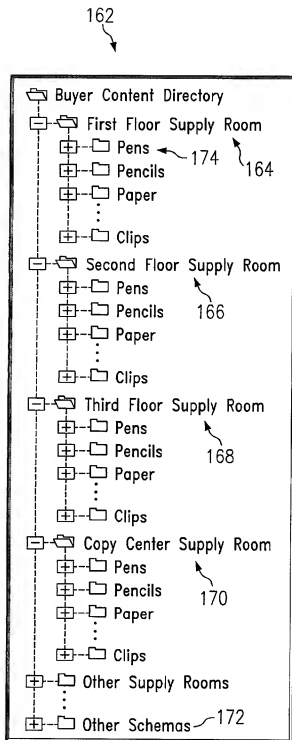 162
Buyer Content Directory
First Floor Supply Room
164
Pens
174
Pencils
Paper
Clips
Second Floor Supply Room
166
Pens
Pencils
Paper
Clips
Third Floor Supply Room
168
Pens
Pencils
Paper
Clips
Copy Center Supply Room
170
Pens
Pencils
Paper
Clips
Other Supply Rooms
Other Schemas 172